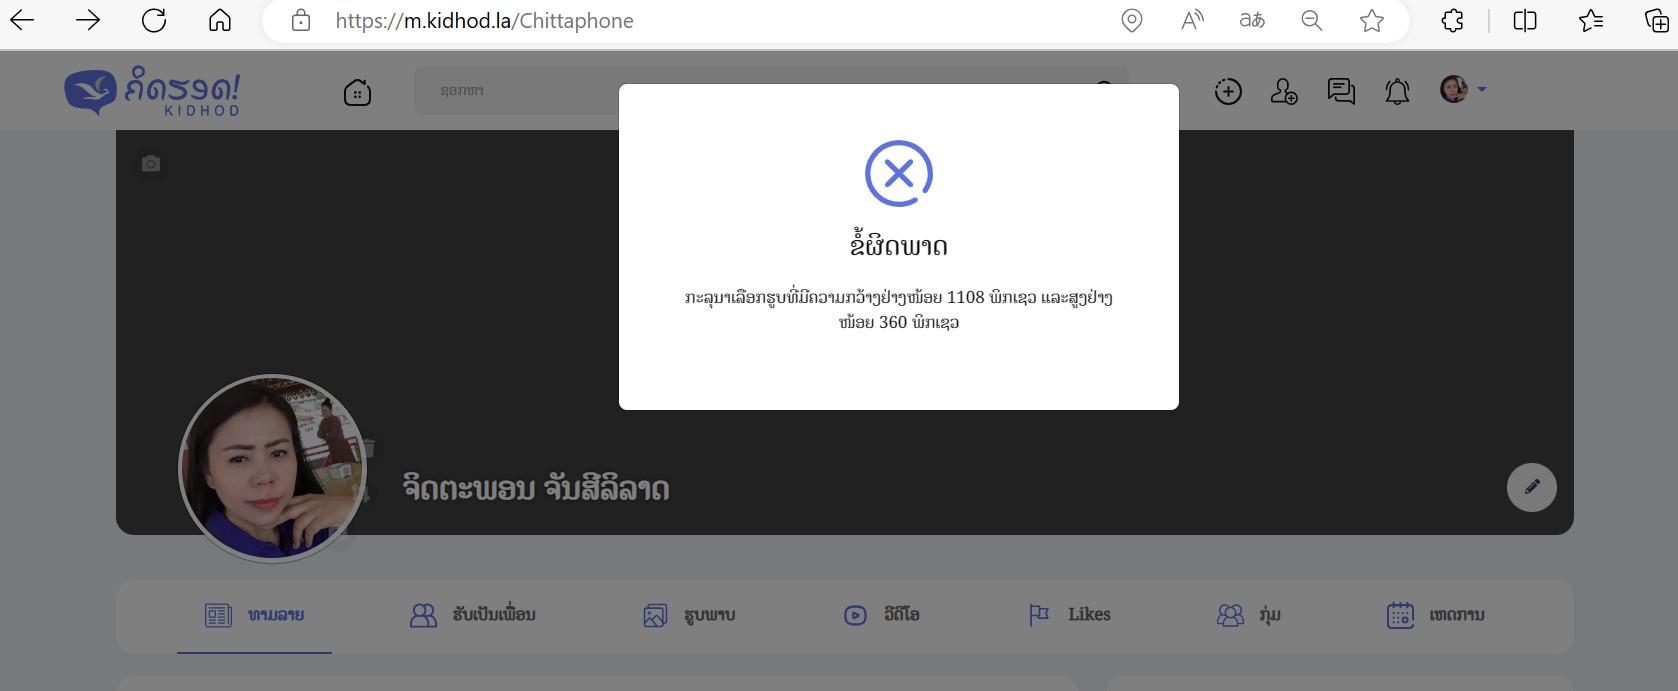 https://m.kidhod.la/Chittaphone
ຄິດຮອດ!
KIDHOD
ຊອກຫາ
ຂໍ້ຜິດພາດ
ກະລຸນາເລືອກຮູບທີ່ມີຄວາມກວ້າງຢ່າງໜ້ອຍ 1108 ພິກເຊວ ແລະສູງຢ່າງ
ໜ້ອຍ 360 ພິກເຊວ
ຈິດຕະພອນ ຈັນສີລິລາດ
ທາມລາຍ
ຮັບເປັນເພື່ອນ
ຮູບພາບ
ວີດີໂອ
Likes
ກຸ່ມ
ເຫດການ